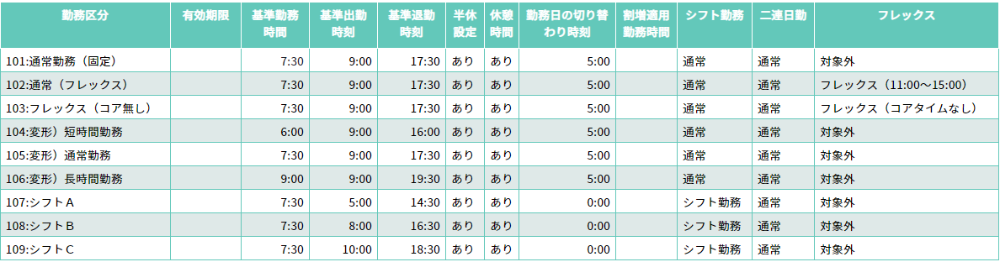 勤務区分 有効期限 基準勤務時間 基準出勤時刻 基準退勤時刻 半休設定 休憩時間 勤務日の切り替わり時刻 割増適用勤務時間 シフト勤務 二連日勤 フレックス
101:通常勤務（固定） 7:30 9:00 17:30 あり あり 5:00 通常 通常 対象外
102:通常（フレックス） 7:30 9:00 17:30 あり あり 5:00 通常 通常 フレックス（11:00～15:00）
103:フレックス（コア無し） 7:30 9:00 17:30 あり あり 5:00 通常 通常 フレックス（コアタイムなし）
104:変形）短時間勤務 6:00 9:00 16:00 あり あり 5:00 通常 通常 対象外
105:変形）通常勤務 7:30 9:00 17:30 あり あり 5:00 通常 通常 対象外
106:変形）長時間勤務 9:00 9:00 19:30 あり あり 5:00 通常 通常 対象外
107:シフトＡ 7:30 5:00 14:30 あり あり 0:00 シフト勤務 通常 対象外
108:シフトＢ 7:30 8:00 16:30 あり あり 0:00 シフト勤務 通常 対象外
109:シフトＣ 7:30 10:00 18:30 あり あり 0:00 シフト勤務 通常 対象外